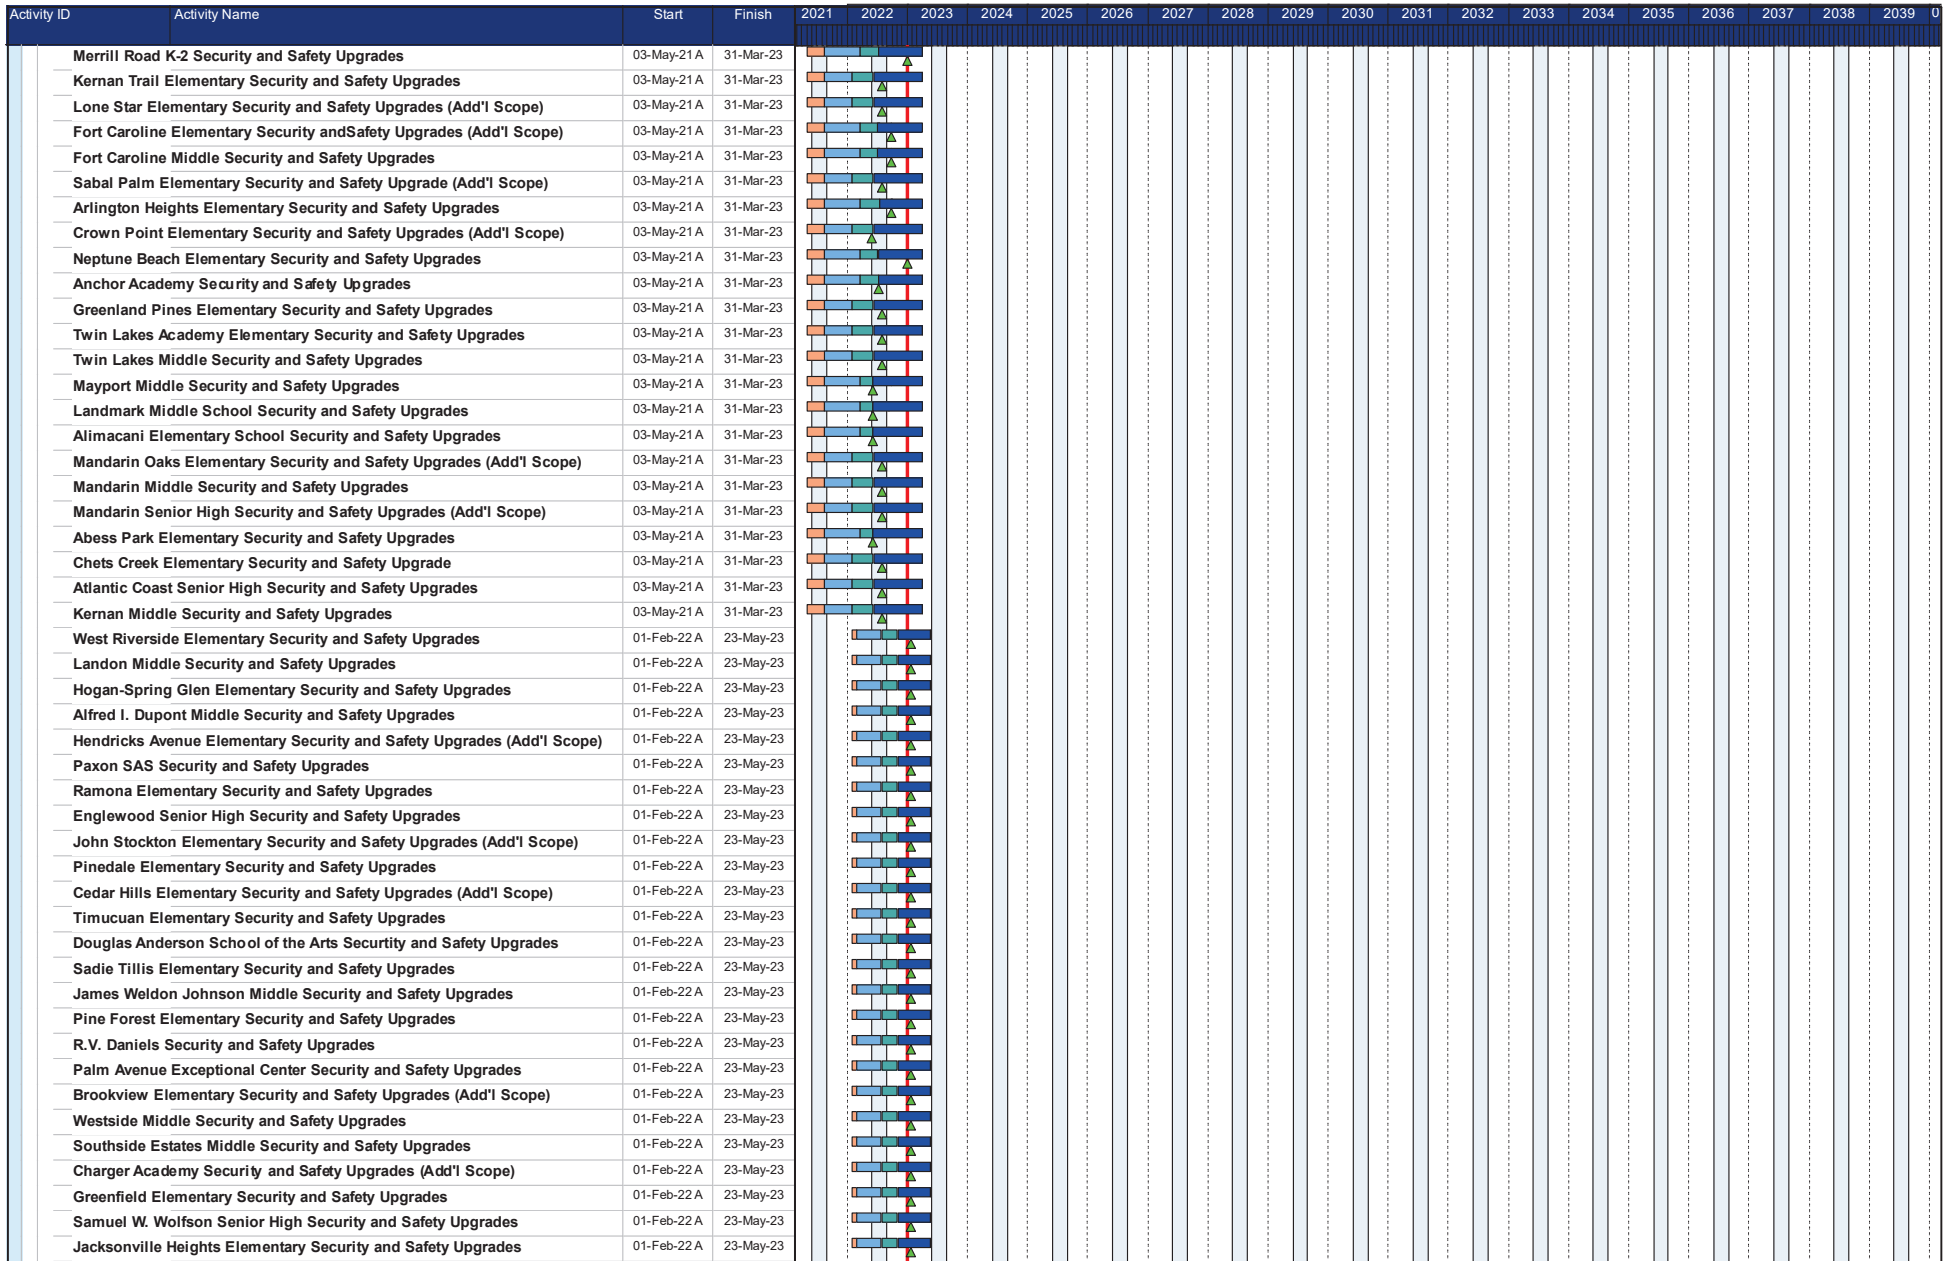 Activity ID Activity Name Start Finish 2021 2022 2023 2024 2025 2026 2027 2028 2029 2030 2031 2032 2033 2034 2035 2036 2037 2038 2039 0
Merrill Road K-2 Security and Safety Upgrades 03-May-21 A 31-Mar-23
Kernan Trail Elementary Security and Safety Upgrades 03-May-21 A 31-Mar-23
Lone Star Elementary Security and Safety Upgrades (Add'l Scope) 03-May-21 A 31-Mar-23
Fort Caroline Elementary Security andSafety Upgrades (Add'l Scope) 03-May-21 A 31-Mar-23
Fort Caroline Middle Security and Safety Upgrades 03-May-21 A 31-Mar-23
Sabal Palm Elementary Security and Safety Upgrade (Add'l Scope) 03-May-21 A 31-Mar-23
Arlington Heights Elementary Security and Safety Upgrades 03-May-21 A 31-Mar-23
Crown Point Elementary Security and Safety Upgrades (Add'l Scope) 03-May-21 A 31-Mar-23
Neptune Beach Elementary Security and Safety Upgrades 03-May-21 A 31-Mar-23
Anchor Academy Security and Safety Upgrades 03-May-21 A 31-Mar-23
Greenland Pines Elementary Security and Safety Upgrades 03-May-21 A 31-Mar-23
Twin Lakes Academy Elementary Security and Safety Upgrades 03-May-21 A 31-Mar-23
Twin Lakes Middle Security and Safety Upgrades 03-May-21 A 31-Mar-23
Mayport Middle Security and Safety Upgrades 03-May-21 A 31-Mar-23
Landmark Middle School Security and Safety Upgrades 03-May-21 A 31-Mar-23
Alimacani Elementary School Security and Safety Upgrades 03-May-21 A 31-Mar-23
Mandarin Oaks Elementary Security and Safety Upgrades (Add'l Scope) 03-May-21 A 31-Mar-23
Mandarin Middle Security and Safety Upgrades 03-May-21 A 31-Mar-23
Mandarin Senior High Security and Safety Upgrades (Add'l Scope) 03-May-21 A 31-Mar-23
Abess Park Elementary Security and Safety Upgrades 03-May-21 A 31-Mar-23
Chets Creek Elementary Security and Safety Upgrade 03-May-21 A 31-Mar-23
Atlantic Coast Senior High Security and Safety Upgrades 03-May-21 A 31-Mar-23
Kernan Middle Security and Safety Upgrades 03-May-21 A 31-Mar-23
West Riverside Elementary Security and Safety Upgrades 01-Feb-22 A 23-May-23
Landon Middle Security and Safety Upgrades 01-Feb-22 A 23-May-23
Hogan-Spring Glen Elementary Security and Safety Upgrades 01-Feb-22 A 23-May-23
Alfred I. Dupont Middle Security and Safety Upgrades 01-Feb-22 A 23-May-23
Hendricks Avenue Elementary Security and Safety Upgrades (Add'l Scope) 01-Feb-22 A 23-May-23
Paxon SAS Security and Safety Upgrades 01-Feb-22 A 23-May-23
Ramona Elementary Security and Safety Upgrades 01-Feb-22 A 23-May-23
Englewood Senior High Security and Safety Upgrades 01-Feb-22 A 23-May-23
John Stockton Elementary Security and Safety Upgrades (Add'l Scope) 01-Feb-22 A 23-May-23
Pinedale Elementary Security and Safety Upgrades 01-Feb-22 A 23-May-23
Cedar Hills Elementary Security and Safety Upgrades (Add'l Scope) 01-Feb-22 A 23-May-23
Timucuan Elementary Security and Safety Upgrades 01-Feb-22 A 23-May-23
Douglas Anderson School of the Arts Securtity and Safety Upgrades 01-Feb-22 A 23-May-23
Sadie Tillis Elementary Security and Safety Upgrades 01-Feb-22 A 23-May-23
James Weldon Johnson Middle Security and Safety Upgrades 01-Feb-22 A 23-May-23
Pine Forest Elementary Security and Safety Upgrades 01-Feb-22 A 23-May-23
R.V. Daniels Security and Safety Upgrades 01-Feb-22 A 23-May-23
Palm Avenue Exceptional Center Security and Safety Upgrades 01-Feb-22 A 23-May-23
Brookview Elementary Security and Safety Upgrades (Add'l Scope) 01-Feb-22 A 23-May-23
Westside Middle Security and Safety Upgrades 01-Feb-22 A 23-May-23
Southside Estates Middle Security and Safety Upgrades 01-Feb-22 A 23-May-23
Charger Academy Security and Safety Upgrades (Add'l Scope) 01-Feb-22 A 23-May-23
Greenfield Elementary Security and Safety Upgrades 01-Feb-22 A 23-May-23
Samuel W. Wolfson Senior High Security and Safety Upgrades 01-Feb-22 A 23-May-23
Jacksonville Heights Elementary Security and Safety Upgrades 01-Feb-22 A 23-May-23